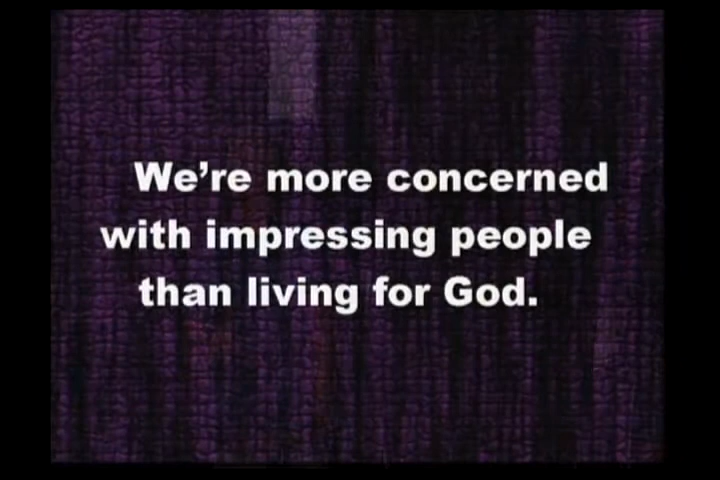 We’re more concerned
with impressing people
than living for God.